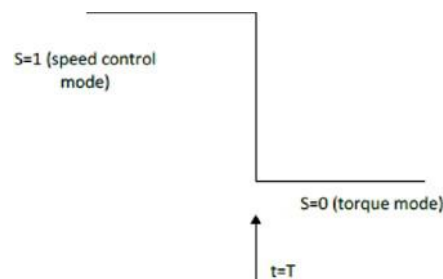 S=1 (speed control
mode)
S=0 (torque mode)
t=T